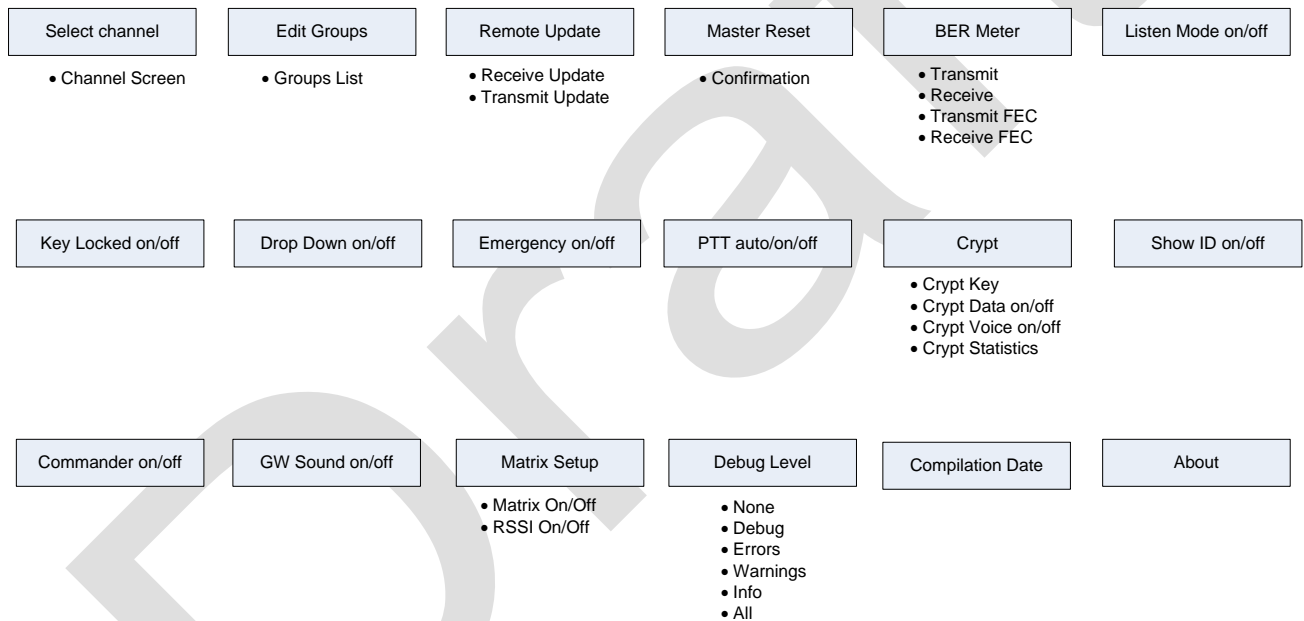 Select channel
• Channel Screen
Edit Groups
• Groups List
Remote Update
• Receive Update
• Transmit Update
Master Reset
• Confirmation
BER Meter
• Transmit
• Receive
• Transmit FEC
• Receive FEC
Listen Mode on/off
Key Locked on/off
Drop Down on/off
Emergency on/off
PTT auto/on/off
Crypt
• Crypt Key
• Crypt Data on/off
• Crypt Voice on/off
• Crypt Statistics
Show ID on/off
Commander on/off
GW Sound on/off
Matrix Setup
• Matrix On/Off
• RSSI On/Off
Debug Level
• None
• Debug
• Errors
• Warnings
• Info
• All
Compilation Date
About
Draft